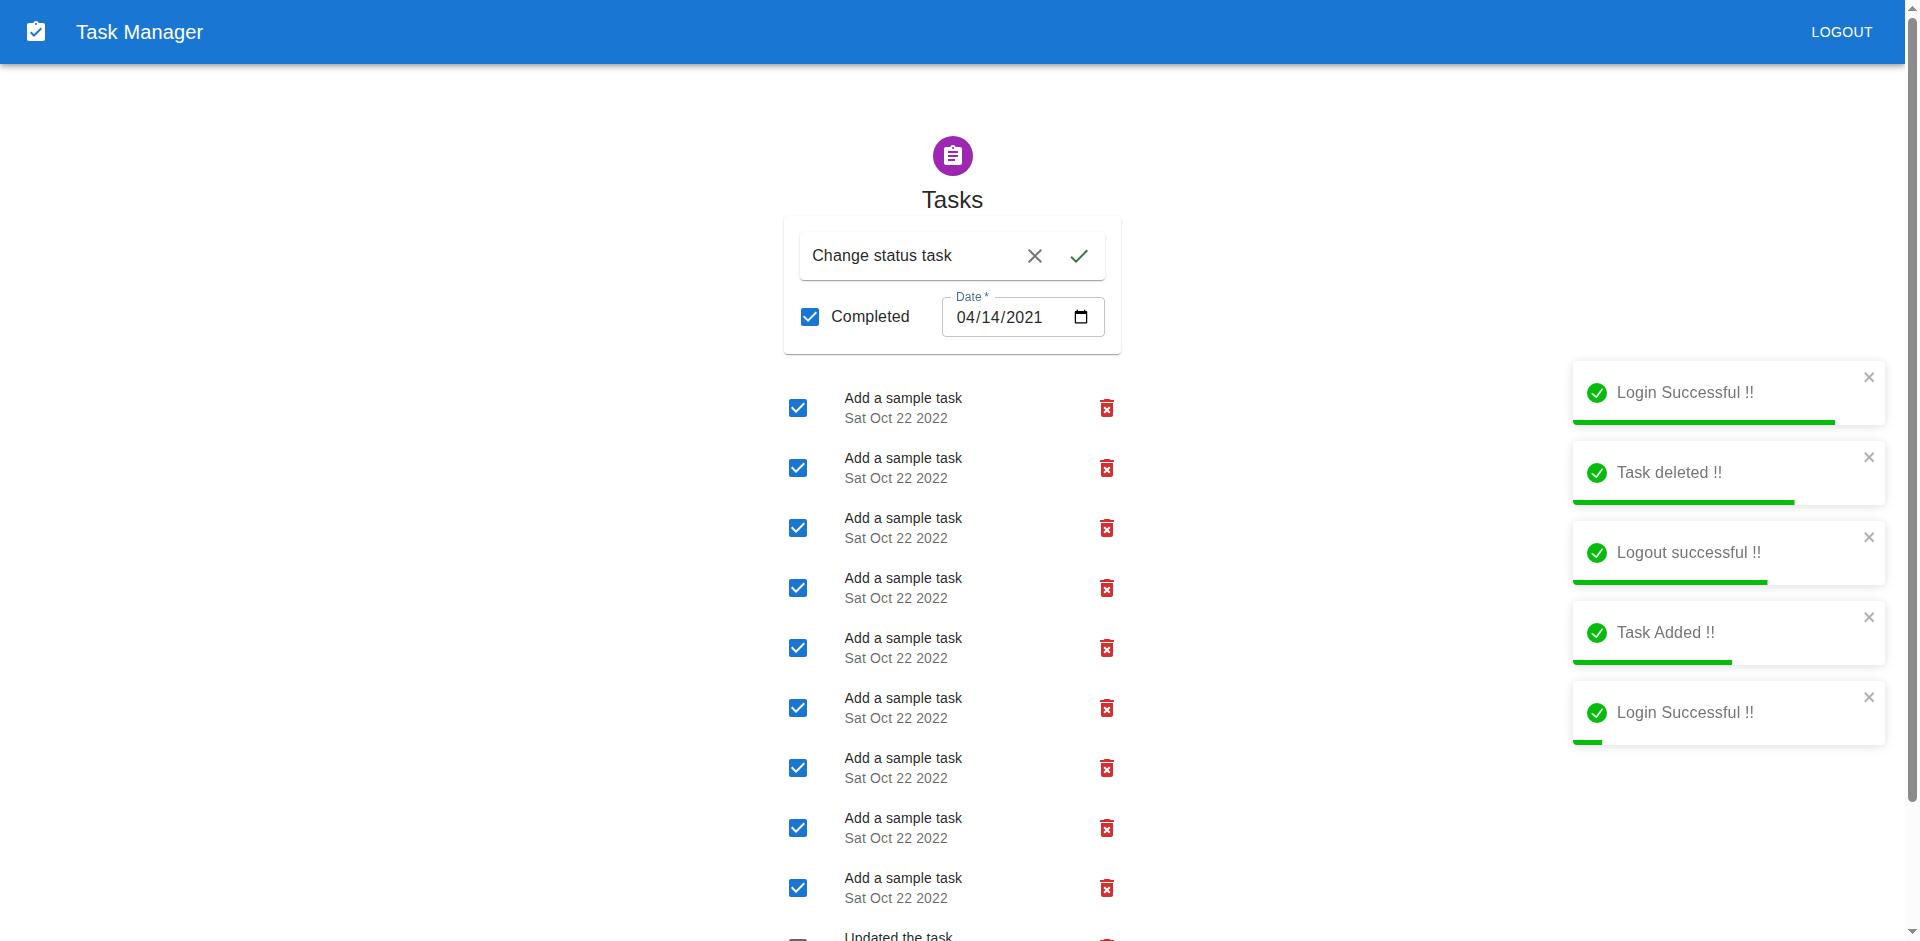 Task Manager
LOGOUT
Tasks
Change status task
Completed
Date *
04/14/2021
Add a sample task
Sat Oct 22 2022
Add a sample task
Sat Oct 22 2022
Add a sample task
Sat Oct 22 2022
Add a sample task
Sat Oct 22 2022
Add a sample task
Sat Oct 22 2022
Add a sample task
Sat Oct 22 2022
Add a sample task
Sat Oct 22 2022
Add a sample task
Sat Oct 22 2022
Add a sample task
Sat Oct 22 2022
Updated the task
Login Successful !!
Task deleted !!
Logout successful !!
Task Added !!
Login Successful !!